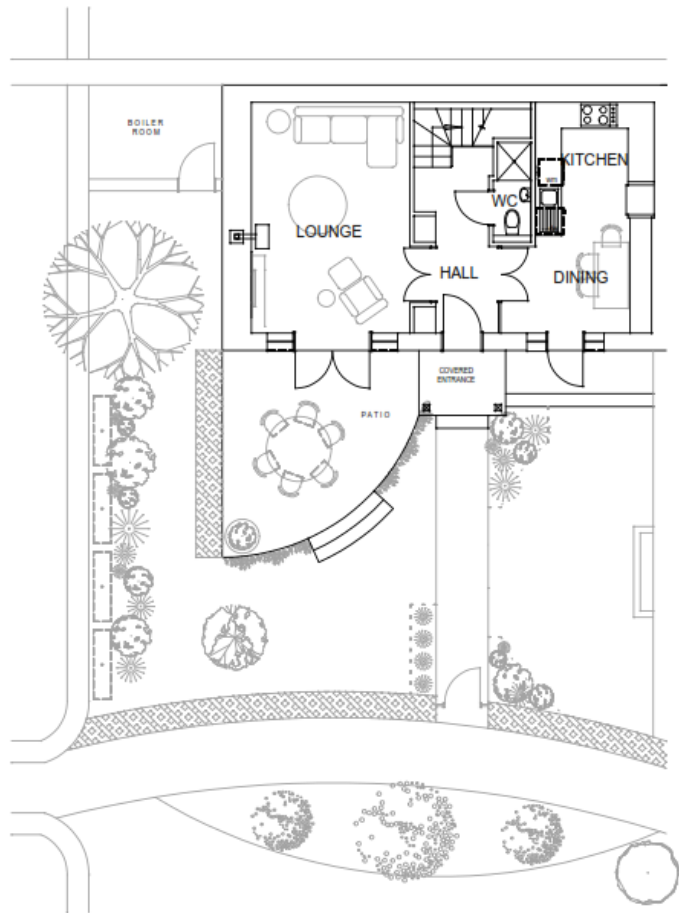 BOILER
ROOM
KITCHEN
WC
LOUNGE
HALL
DINING
COVERED
ENTRANCE
PATIO